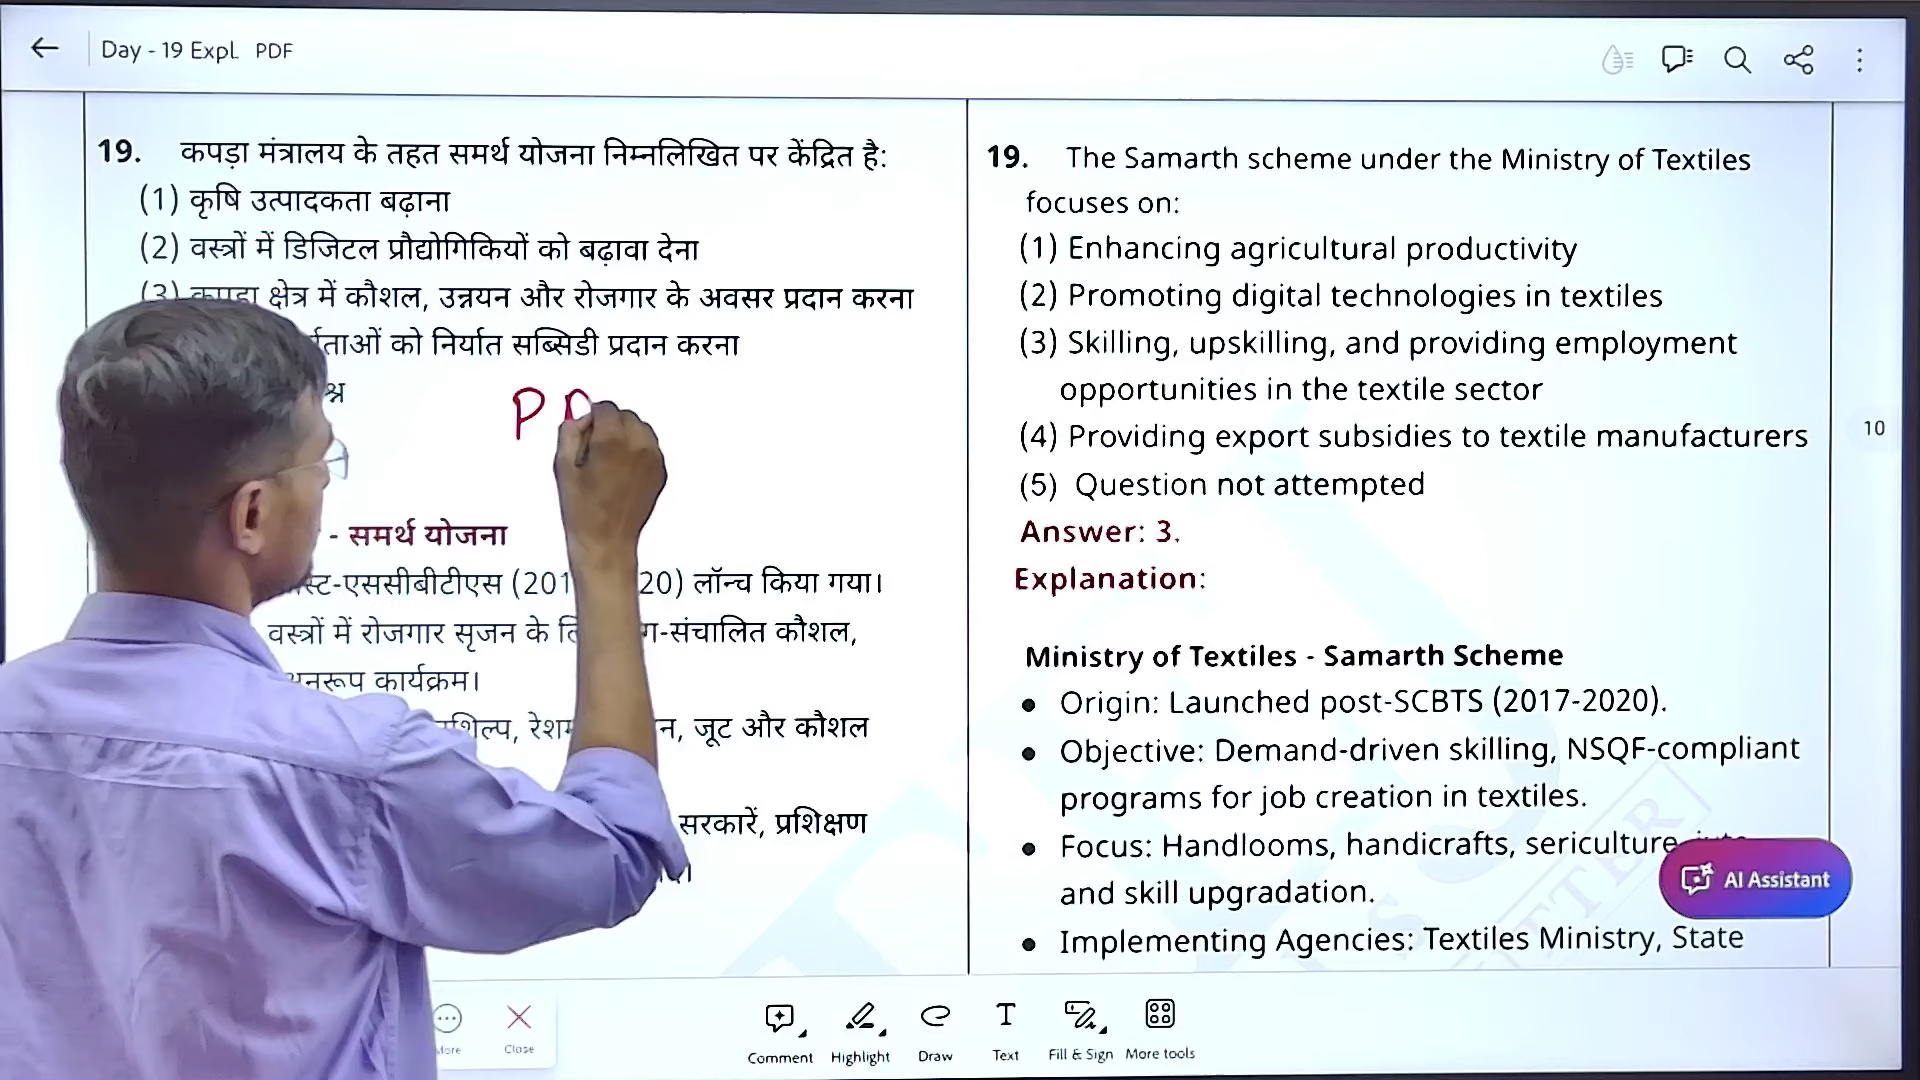 Day - 19 Expl. PDF
19. कपड़ा मंत्रालय के तहत समर्थ योजना निम्नलिखित पर केंद्रित है:
(1) कृषि उत्पादकता बढ़ाना
(2) वस्त्रों में डिजिटल प्रौद्योगिकियों को बढ़ावा देना
(3) कपड़ा क्षेत्र में कौशल, उन्नयन और रोजगार के अवसर प्रदान करना
को निर्यात सब्सिडी प्रदान करना
P
- समर्थ योजना
लॉन्च किया गया।
वस्त्रों में रोजगार सृजन के
कौशल,
कार्यक्रम।
जूट और कौशल
सरकारें, प्रशिक्षण
19. The Samarth scheme under the Ministry of Textiles
focuses on:
(1) Enhancing agricultural productivity
(2) Promoting digital technologies in textiles
(3) Skilling, upskilling, and providing employment
opportunities in the textile sector
(4) Providing export subsidies to textile manufacturers
(5) Question not attempted
Answer: 3.
Explanation:
Ministry of Textiles - Samarth Scheme
• Origin: Launched post-SCBTS (2017-2020).
• Objective: Demand-driven skilling, NSQF-compliant
programs for job creation in textiles.
• Focus: Handlooms, handicrafts, sericulture,
and skill upgradation.
• Implementing Agencies: Textiles Ministry, State
10
AI Assistant
More
Close
Comment
Highlight
Draw
Text
Fill & Sign
More tools